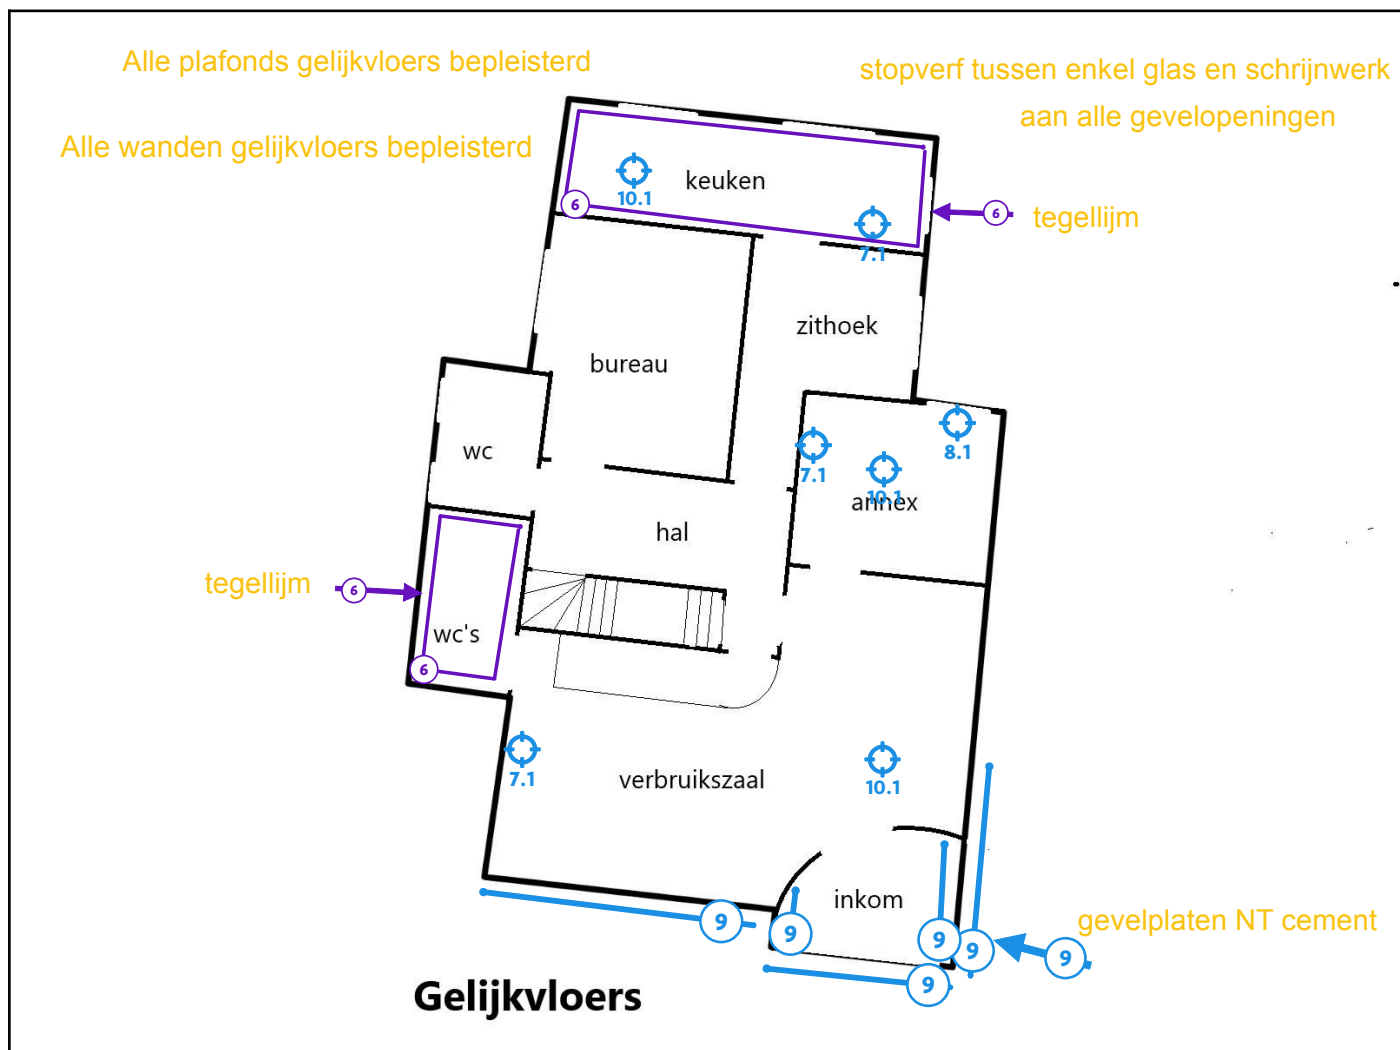 Alle plafonds gelijkvloers bepleisterd
stopverf tussen enkel glas en schrijnwerk
aan alle gevelopeningen
Alle wanden gelijkvloers bepleisterd
keuken
10.1
6
7.1
6
tegellijm
zithoek
bureau
wc
8.1
7.1
10.1
annex
hal
tegellijm
6
wc's
6
7.1
verbruikszaal
10.1
inkom
9
9
9
9
9
9
gevelplaten NT cement
Gelijkvloers